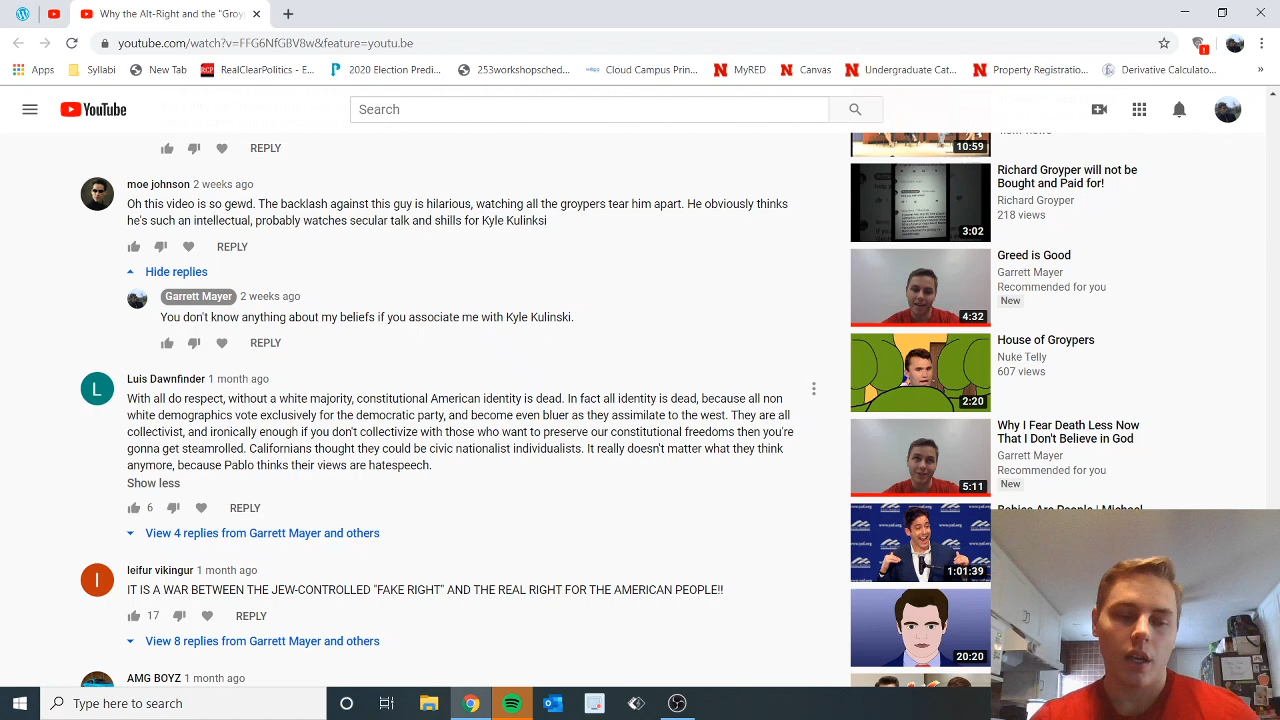 Why the Alt-Right and the "Groyp
youtube.com/watch?v=FFG6NfGBV8w&feature=youtu.be
Apps
Syllabi
New Tab
RealClearPolitics - E...
2020 Election Predi...
253workshopsched...
Cloud Campus Prin...
MyRED
Canvas
Undergraduate Cat...
Property Registratio...
Derivative Calculato...
YouTube
Search
REPLY
moe johnson 2 weeks ago
Oh this video is so gewd. The backlash against liter guy is hilarious, watching all the groypers tear him apart. He obviously thinks
he's such an intellectual, probably watches secular talk and shills for Kyle Kulinksi
REPLY
Hide replies
Garrett Mayer 2 weeks ago
You don't know anything about my beliefs if you associate me with Kyle Kulinski.
REPLY
L
Luis Dawnfinder 1 month ago
With all do respect, without a white majority, constitutional American identity is dead. In fact all identity is dead, because all non
white demographics vote massively for the democratic party, and become even bluer as they assimilate to the west. They are all
collectivist, and ironically enough if you don't collectivize with those who want to preserve our constitutional freedoms then you're
gonna get steamrolled. Californians thought they could be civic nationalist individualists. It really doesn't matter what they think
anymore, because Pablo thinks their views are hatespeech.
Show less
6 REPLY
View 4 replies from Garrett Mayer and others
leifur vikingur 1 month ago
IT IS A WAR BETWEEN THE JEW-CONTROLLED "FAKE RIGHT" AND THE REAL RIGHT FOR THE AMERICAN PEOPLE!!
17 REPLY
View 8 replies from Garrett Mayer and others
AMG BOYZ 1 month ago
10:59
Richard Groyper will not be
Bought and Paid for!
Richard Groyper
218 views
3:02
Greed is Good
Garrett Mayer
Recommended for you
New
4:32
House of Groypers
Nuke Telly
607 views
2:20
Why I Fear Death Less Now
That I Don't Believe in God
Garrett Mayer
Recommended for you
New
5:11
1:01:39
20:20
Type here to search